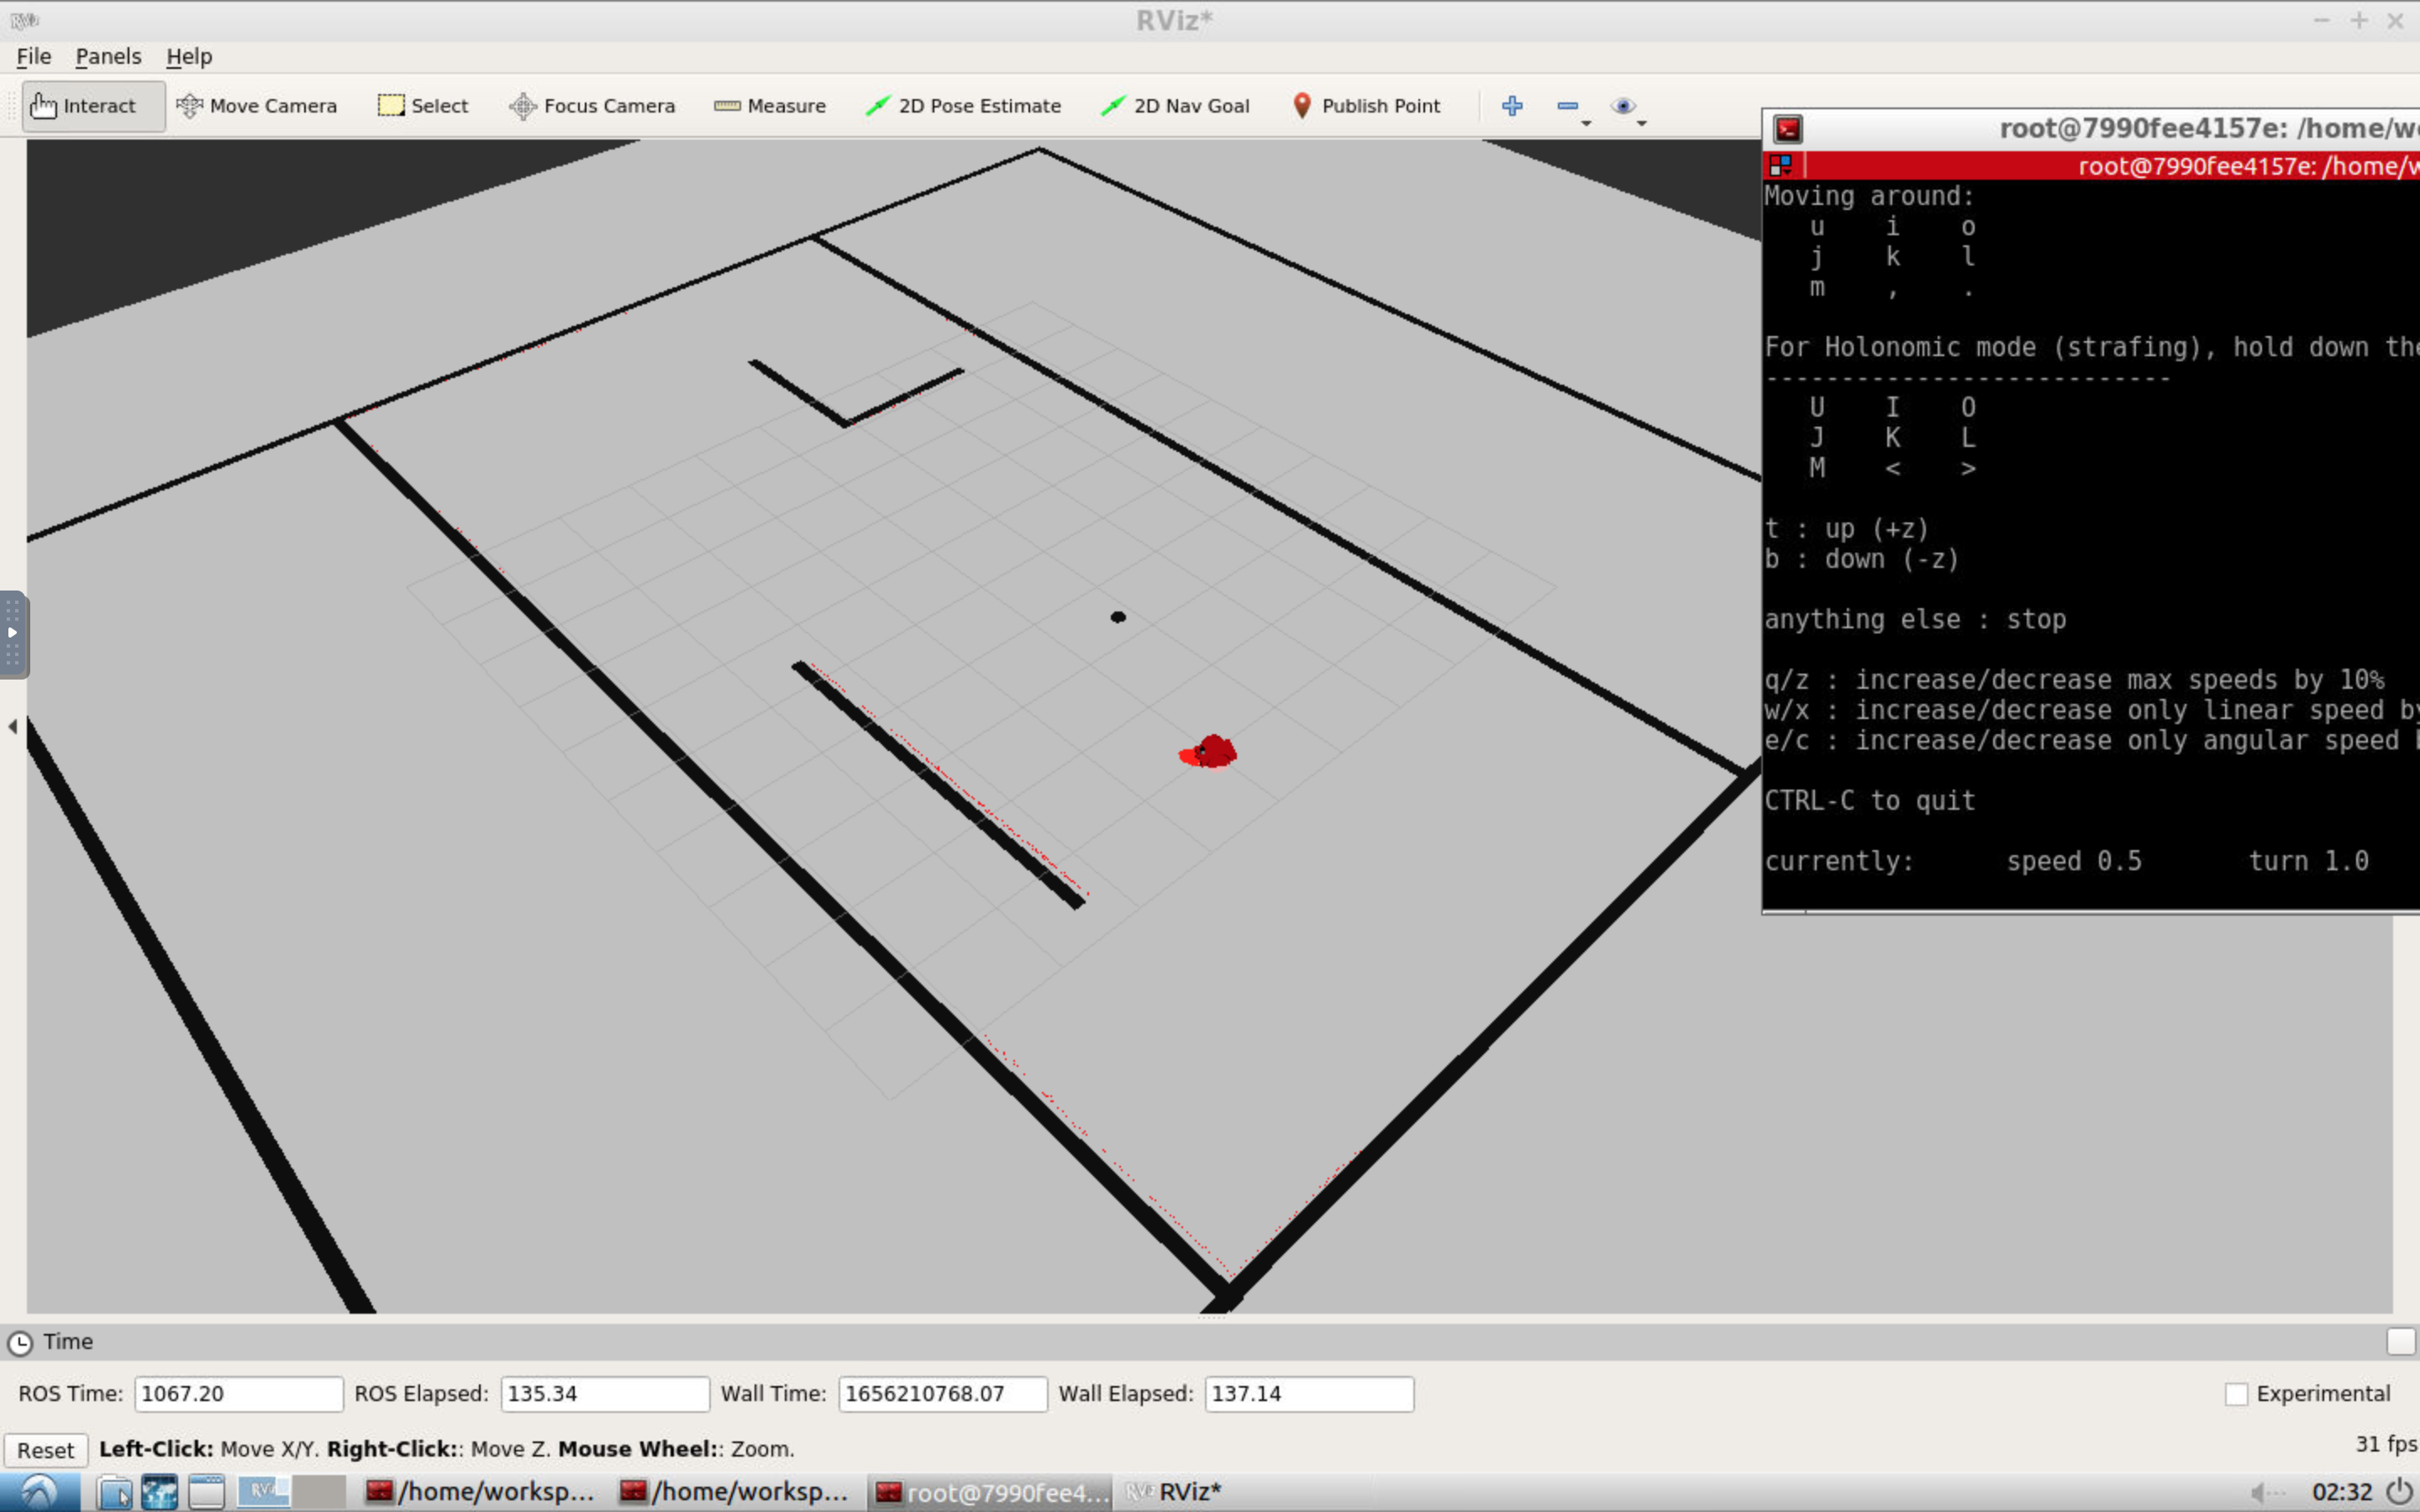 RViz*
File Panels Help
Interact Move Camera Select Focus Camera Measure 2D Pose Estimate 2D Nav Goal Publish Point
root@7990fee4157e: /home/w
root@7990fee4157e: /home/w
Moving around:
u i o
j k l
m , .
For Holonomic mode (strafing), hold down the
---------------------------
U I O
J K L
M < >
t : up (+z)
b : down (-z)
anything else : stop
q/z : increase/decrease max speeds by 10%
w/x : increase/decrease only linear speed by
e/c : increase/decrease only angular speed
CTRL-C to quit
currently: speed 0.5 turn 1.0
Time
ROS Time: 1067.20 ROS Elapsed: 135.34 Wall Time: 1656210768.07 Wall Elapsed: 137.14 Experimental
Reset Left-Click: Move X/Y. Right-Click:: Move Z. Mouse Wheel:: Zoom. 31 fps
RViz /home/worksp... /home/worksp... root@7990fee4... RViz* 02:32